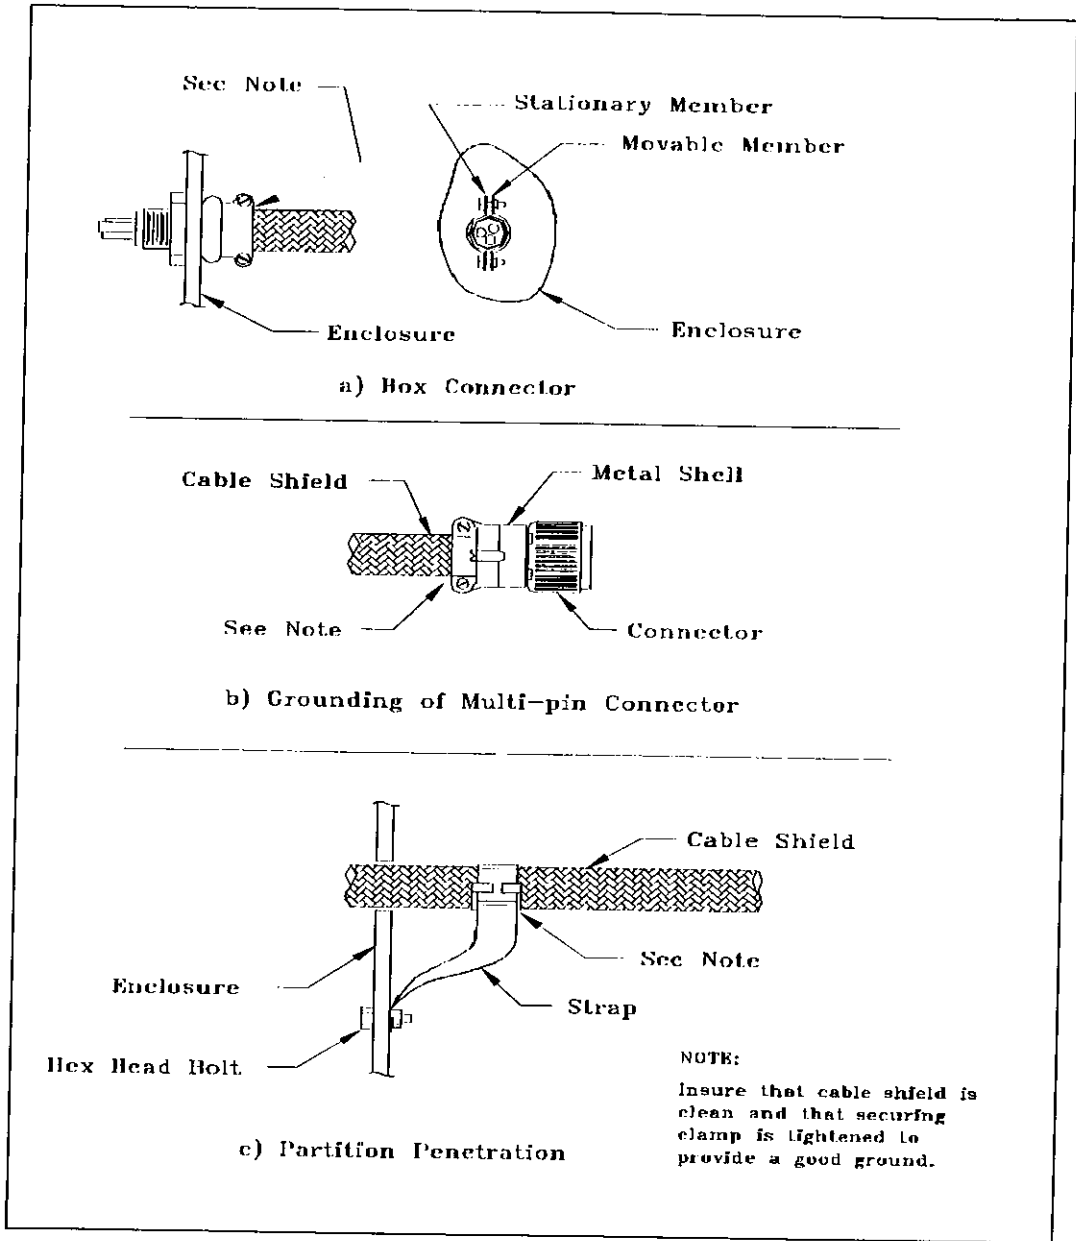 See Note
Stationary Member
Movable Member
Enclosure
Enclosure
a) Box Connector
Cable Shield
Metal Shell
See Note
Connector
b) Grounding of Multi-pin Connector
Cable Shield
See Note
Enclosure
Strap
Hex Head Bolt
NOTE:
Insure that cable shield is
clean and that securing
clamp is tightened to
provide a good ground.
c) Partition Penetration